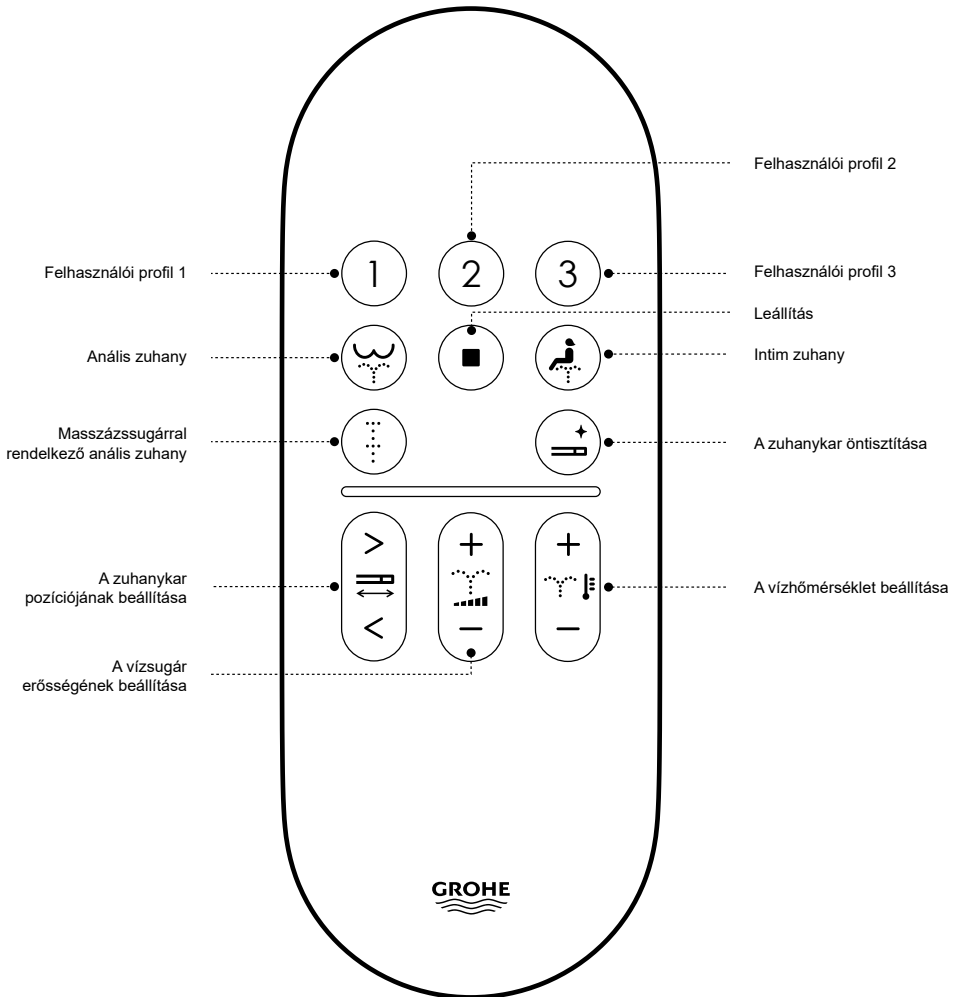 Felhasználói profil 2
Felhasználói profil 1
1
2
3
Felhasználói profil 3
Leállítás
Anális zuhany
Intim zuhany
Masszázssugárral
rendelkező anális zuhany
A zuhanykar öntisztítása
>
+
+
A zuhanykar
pozíciójának beállítása
A vízhőmérséklet beállítása
<
−
−
A vízsugár
erősségének beállítása
GROHE